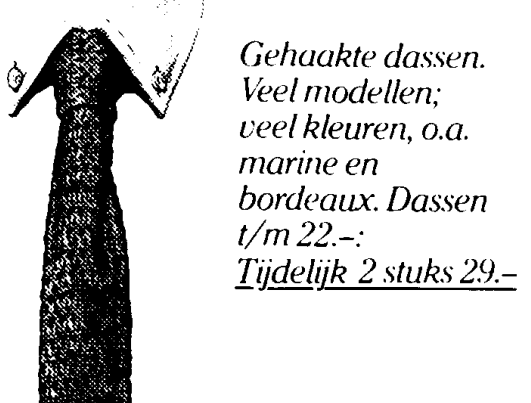 Gehaakte dassen.
Veel modellen;
veel kleuren, o.a.
marine en
bordeaux. Dassen
t/m 22.–:
Tijdelijk 2 stuks 29.–